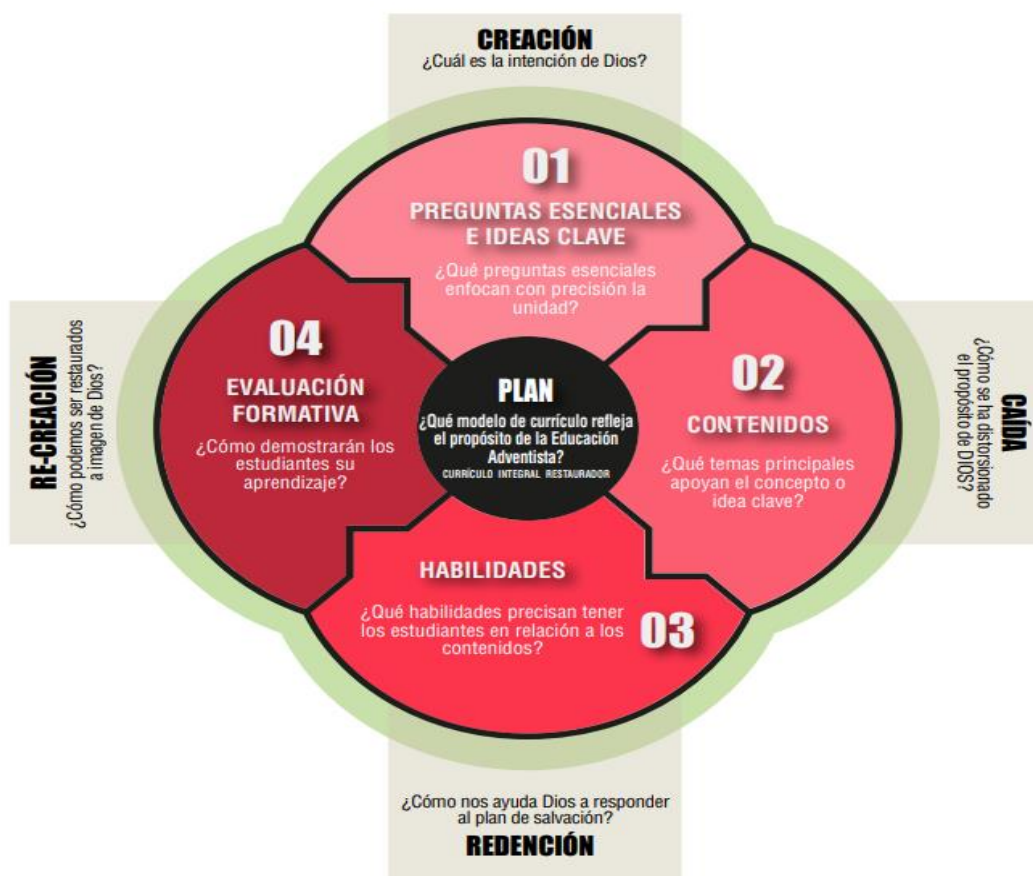 CREACIÓN
¿Cuál es la intención de Dios?
01
PREGUNTAS ESENCIALES
E IDEAS CLAVE
¿Qué preguntas esenciales
enfocan con precisión la
unidad?
RE-CREACIÓN
¿Cómo podemos ser restaurados
a imagen de Dios?
04
EVALUACIÓN
FORMATIVA
¿Cómo demostrarán los
estudiantes su
aprendizaje?
PLAN
¿Qué modelo de currículo refleja
el propósito de la Educación
Adventista?
CURRÍCULO INTEGRAL RESTAURADOR
02
CONTENIDOS
¿Qué temas principales
apoyan el concepto o
idea clave?
CAÍDA
¿Cómo se ha distorsionado
el propósito de DIOS?
HABILIDADES
¿Qué habilidades precisan tener
los estudiantes en relación a los
contenidos?
03
¿Cómo nos ayuda Dios a responder
al plan de salvación?
REDENCIÓN